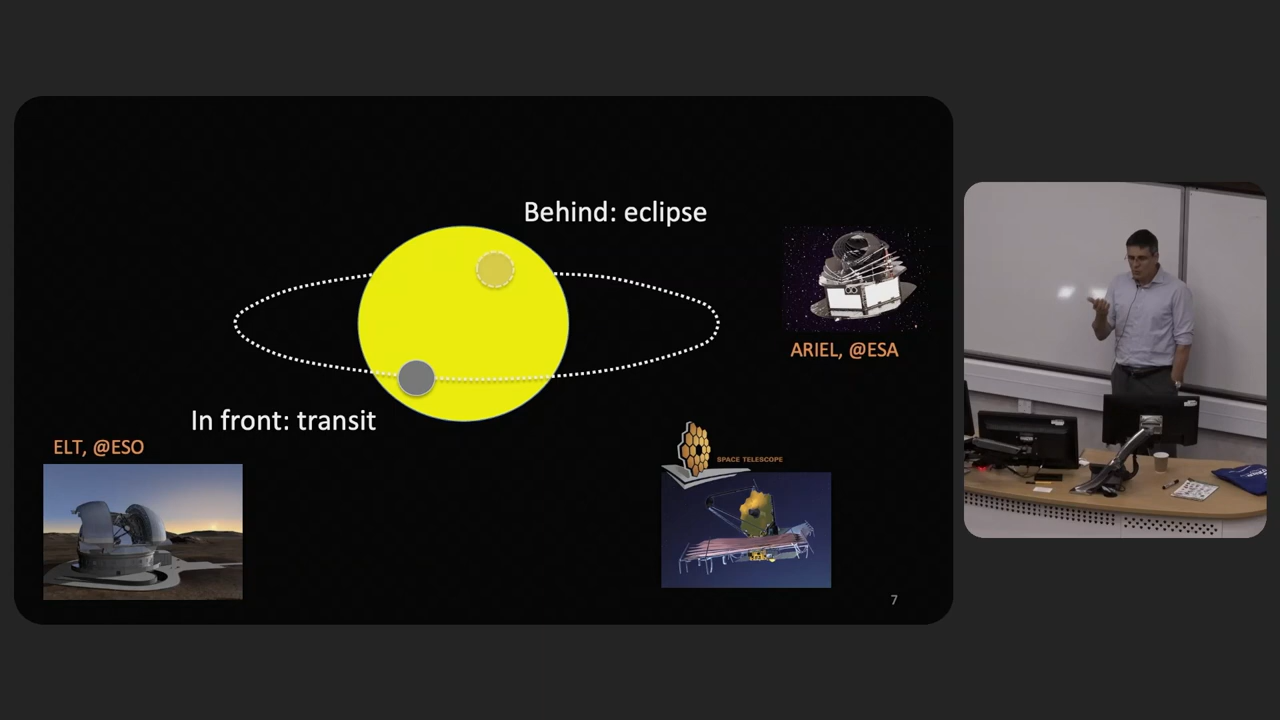 Behind: eclipse
ARIEL, @ESA
In front: transit
ELT, @ESO
SPACE TELESCOPE
7